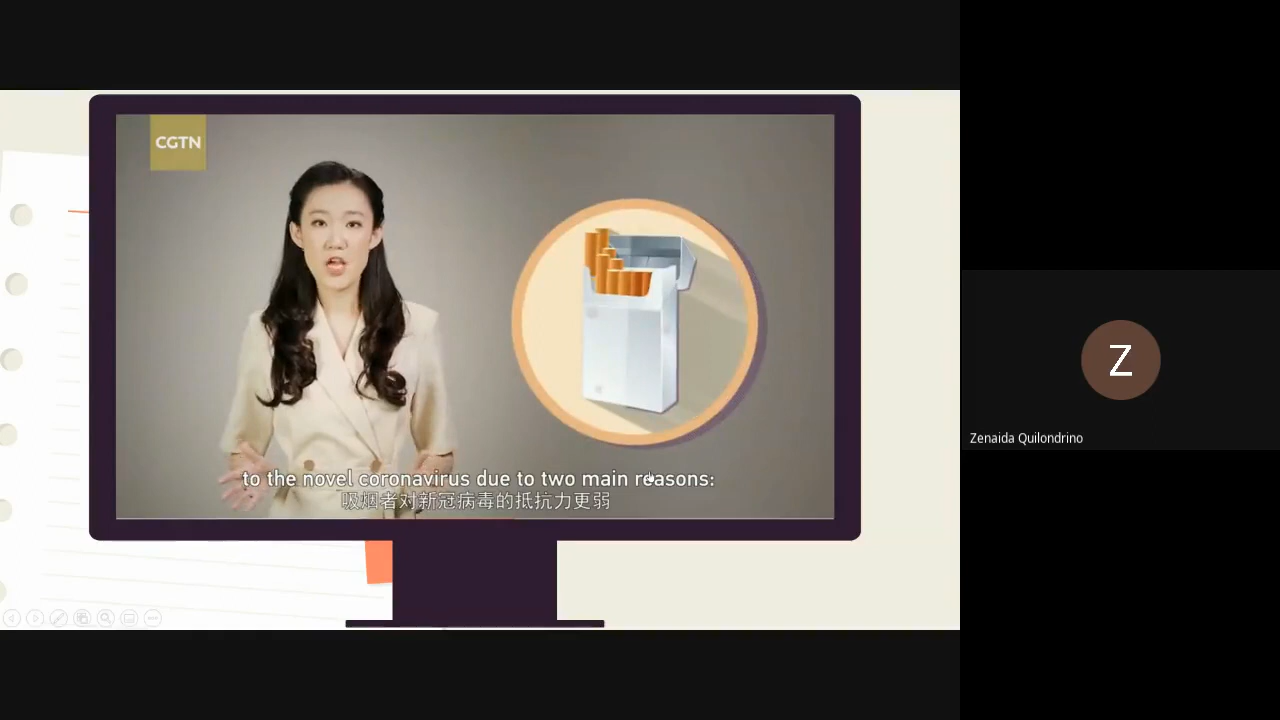 CGTN
to the novel coronavirus due to two main reasons:
吸烟者对新冠病毒的抵抗力更弱
Z
Zenaida Quilondrino